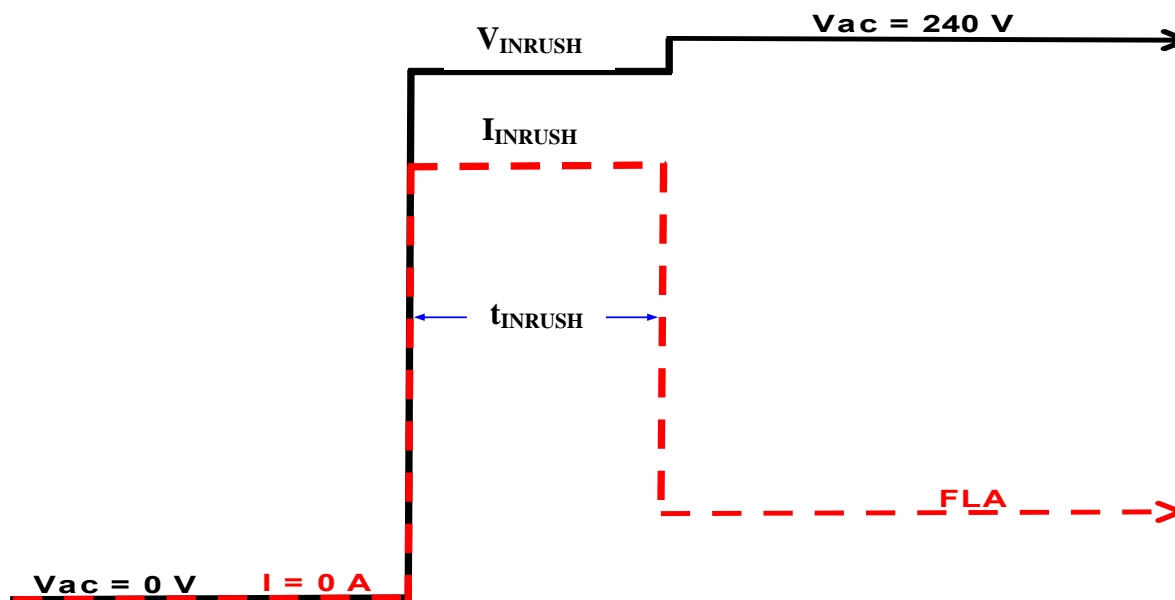 Vac = 240 V
VINRUSH
IINRUSH
tINRUSH
FLA
Vac = 0 V
I = 0 A